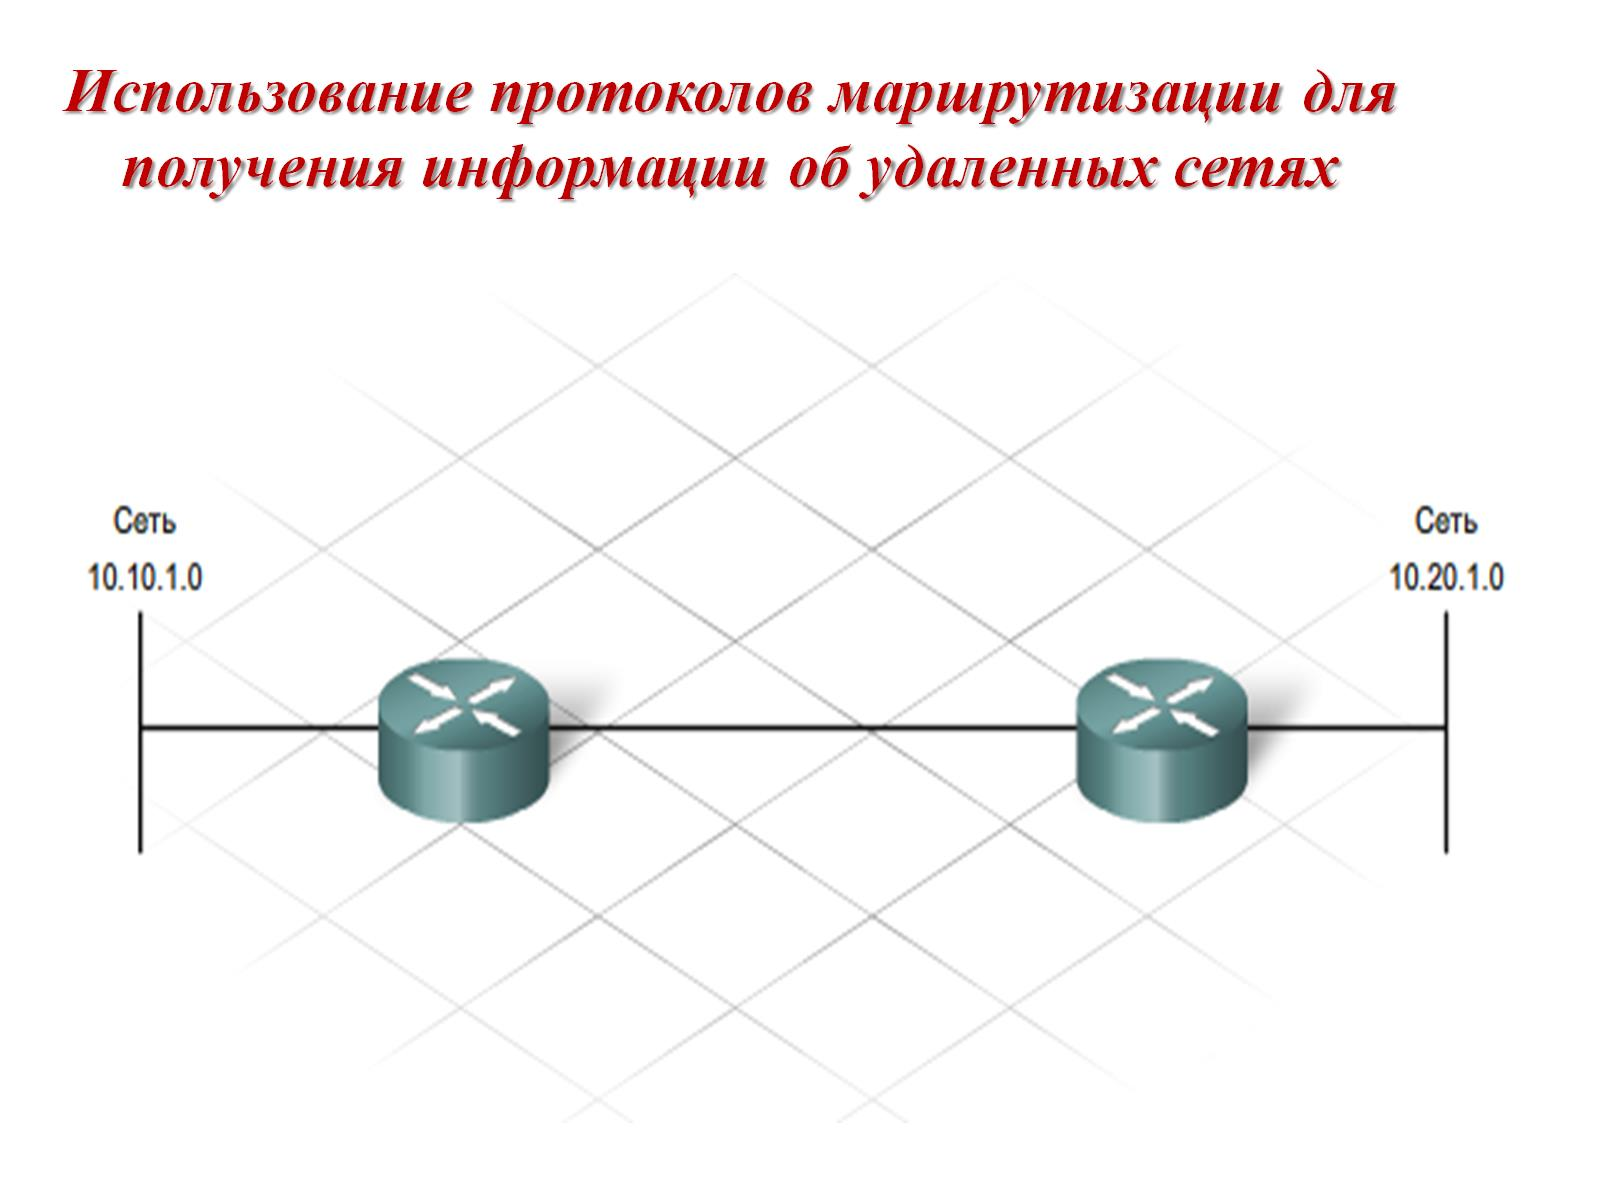 Использование протоколов маршрутизации для
получения информации об удаленных сетях
Сеть
10.10.1.0
Сеть
10.20.1.0